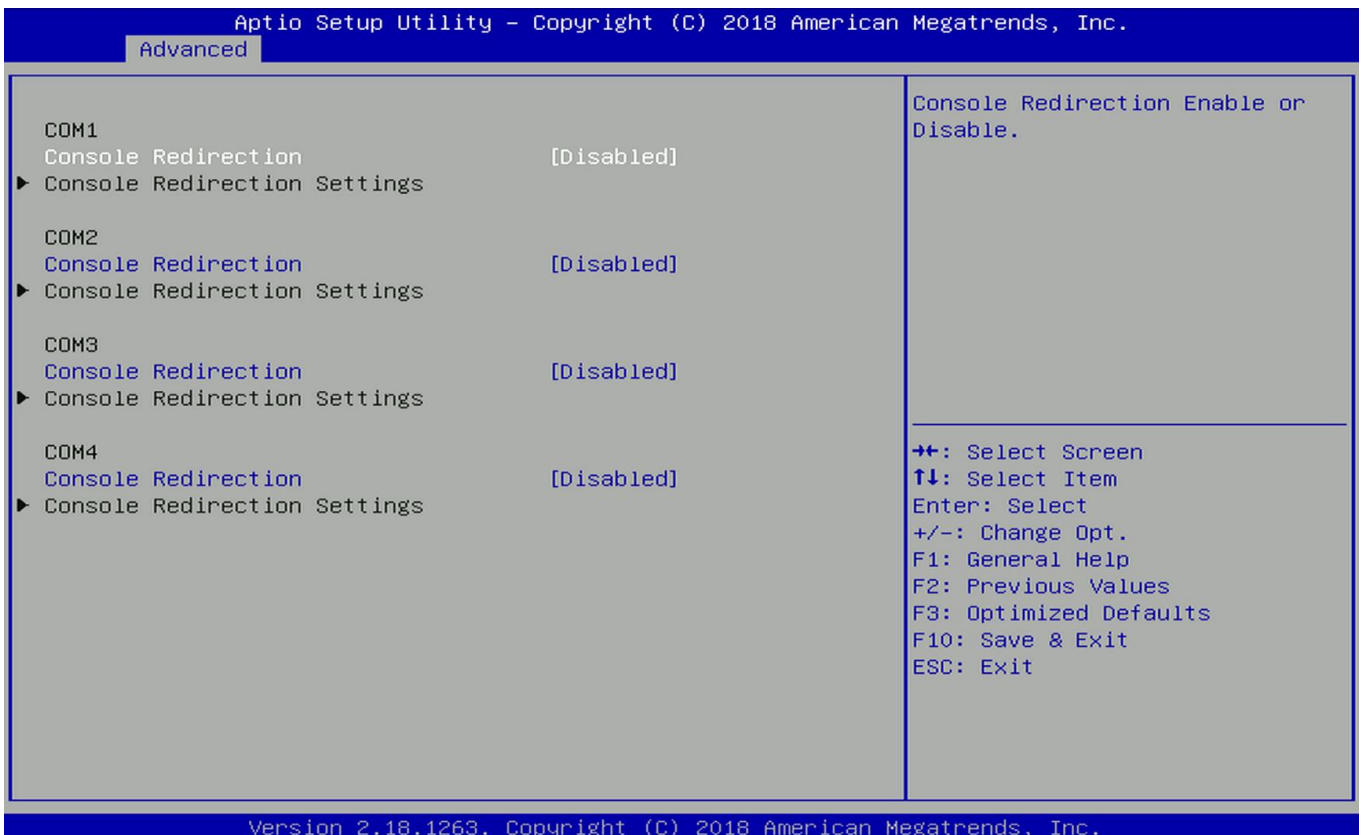 Aptio Setup Utility – Copyright (C) 2018 American Megatrends, Inc.
Advanced
COM1
Console Redirection [Disabled]
▶ Console Redirection Settings
COM2
Console Redirection [Disabled]
▶ Console Redirection Settings
COM3
Console Redirection [Disabled]
▶ Console Redirection Settings
COM4
Console Redirection [Disabled]
▶ Console Redirection Settings
Console Redirection Enable or
Disable.
→←: Select Screen
↑↓: Select Item
Enter: Select
+/-: Change Opt.
F1: General Help
F2: Previous Values
F3: Optimized Defaults
F10: Save & Exit
ESC: Exit
Version 2.18.1263. Copyright (C) 2018 American Megatrends, Inc.